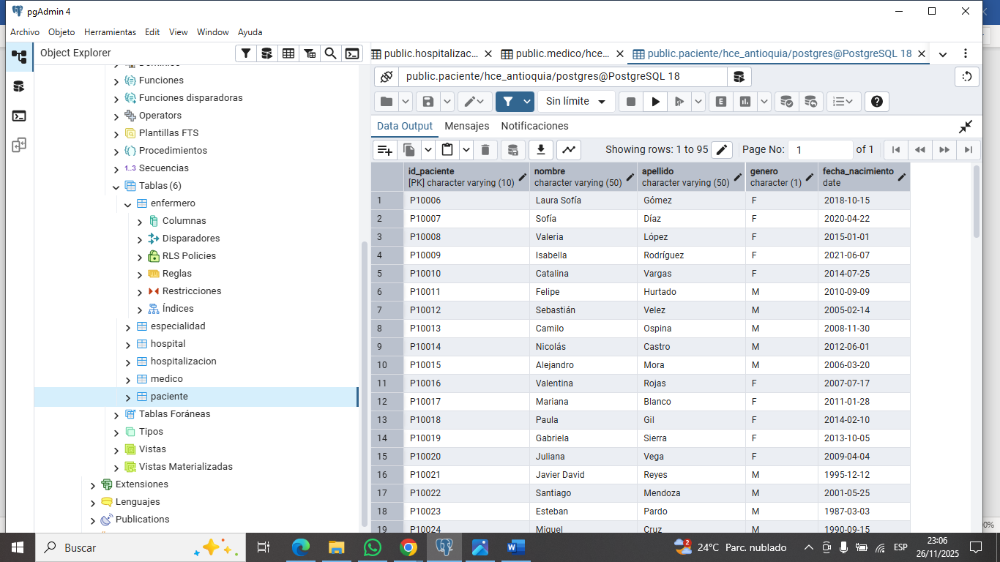 pgAdmin 4
Archivo Objeto Herramientas Edit View Window Ayuda
Object Explorer
public.hospitalizac... public.medico/hce... public.paciente/hce_antioquia/postgres@PostgreSQL 18
public.paciente/hce_antioquia/postgres@PostgreSQL 18
Sin límite
E
Data Output Mensajes Notificaciones
Showing rows: 1 to 95 Page No: 1 of 1
Dominios
Funciones
Funciones disparadoras
Operators
Plantillas FTS
Procedimientos
1..3 Secuencias
Tablas (6)
enfermero
Columnas
Disparadores
RLS Policies
Reglas
Restricciones
Índices
especialidad
hospital
hospitalizacion
medico
paciente
Tablas Foráneas
Tipos
Vistas
Vistas Materializadas
Extensiones
Lenguajes
Publications
id_paciente nombre apellido genero fecha_nacimiento
[PK] character varying (10) character varying (50) character varying (50) character (1) date
1 P10006 Laura Sofía Gómez F 2018-10-15
2 P10007 Sofía Díaz F 2020-04-22
3 P10008 Valeria López F 2015-01-01
4 P10009 Isabella Rodríguez F 2021-06-07
5 P10010 Catalina Vargas F 2014-07-25
6 P10011 Felipe Hurtado M 2010-09-09
7 P10012 Sebastián Velez M 2005-02-14
8 P10013 Camilo Ospina M 2008-11-30
9 P10014 Nicolás Castro M 2012-06-01
10 P10015 Alejandro Mora M 2006-03-20
11 P10016 Valentina Rojas F 2007-07-17
12 P10017 Mariana Blanco F 2011-01-28
13 P10018 Paula Gil F 2014-02-10
14 P10019 Gabriela Sierra F 2013-10-05
15 P10020 Juliana Vega F 2009-04-04
16 P10021 Javier David Reyes M 1995-12-12
17 P10022 Santiago Mendoza M 2001-05-25
18 P10023 Esteban Pardo M 1987-03-03
19 P10024 Miguel Cruz M 1990-09-15
Buscar
2
24°C Parc. nublado
ESP
23:06
26/11/2025